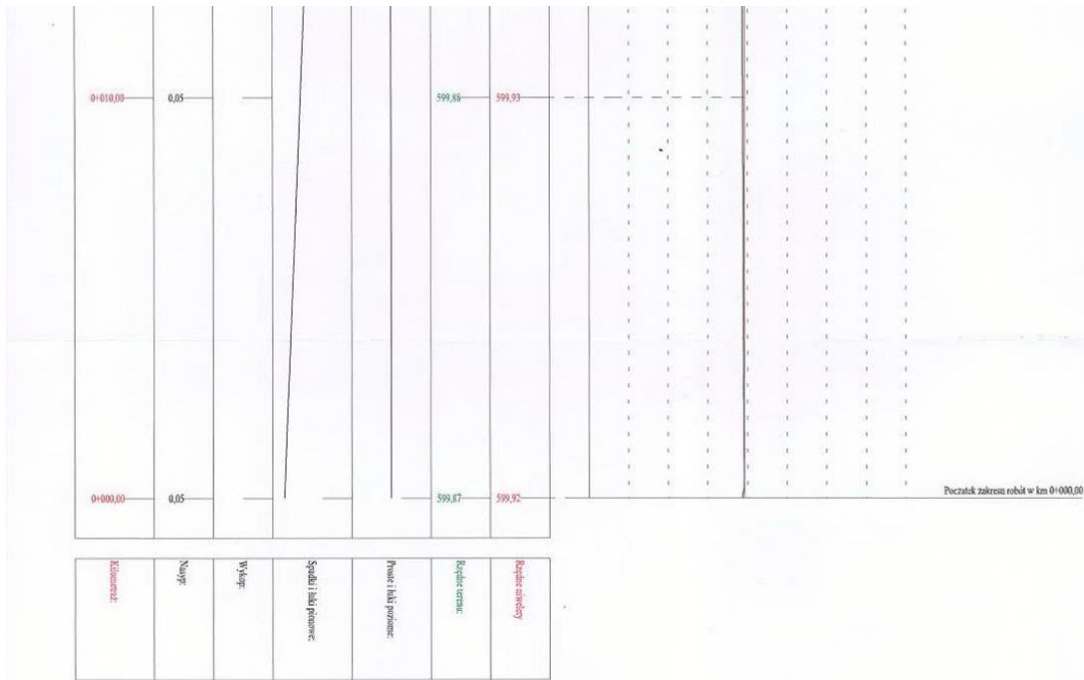 0+010,00 0,05 599,88 599,93
0+000,00 0,05 599,87 599,92
Początek zakresu robót w km 0+000,00
Kilometraż:
Nasyp:
Wykop:
Spadki i łuki pionowe:
Proste i łuki poziome:
Rzędne terenu:
Rzędne niwelety